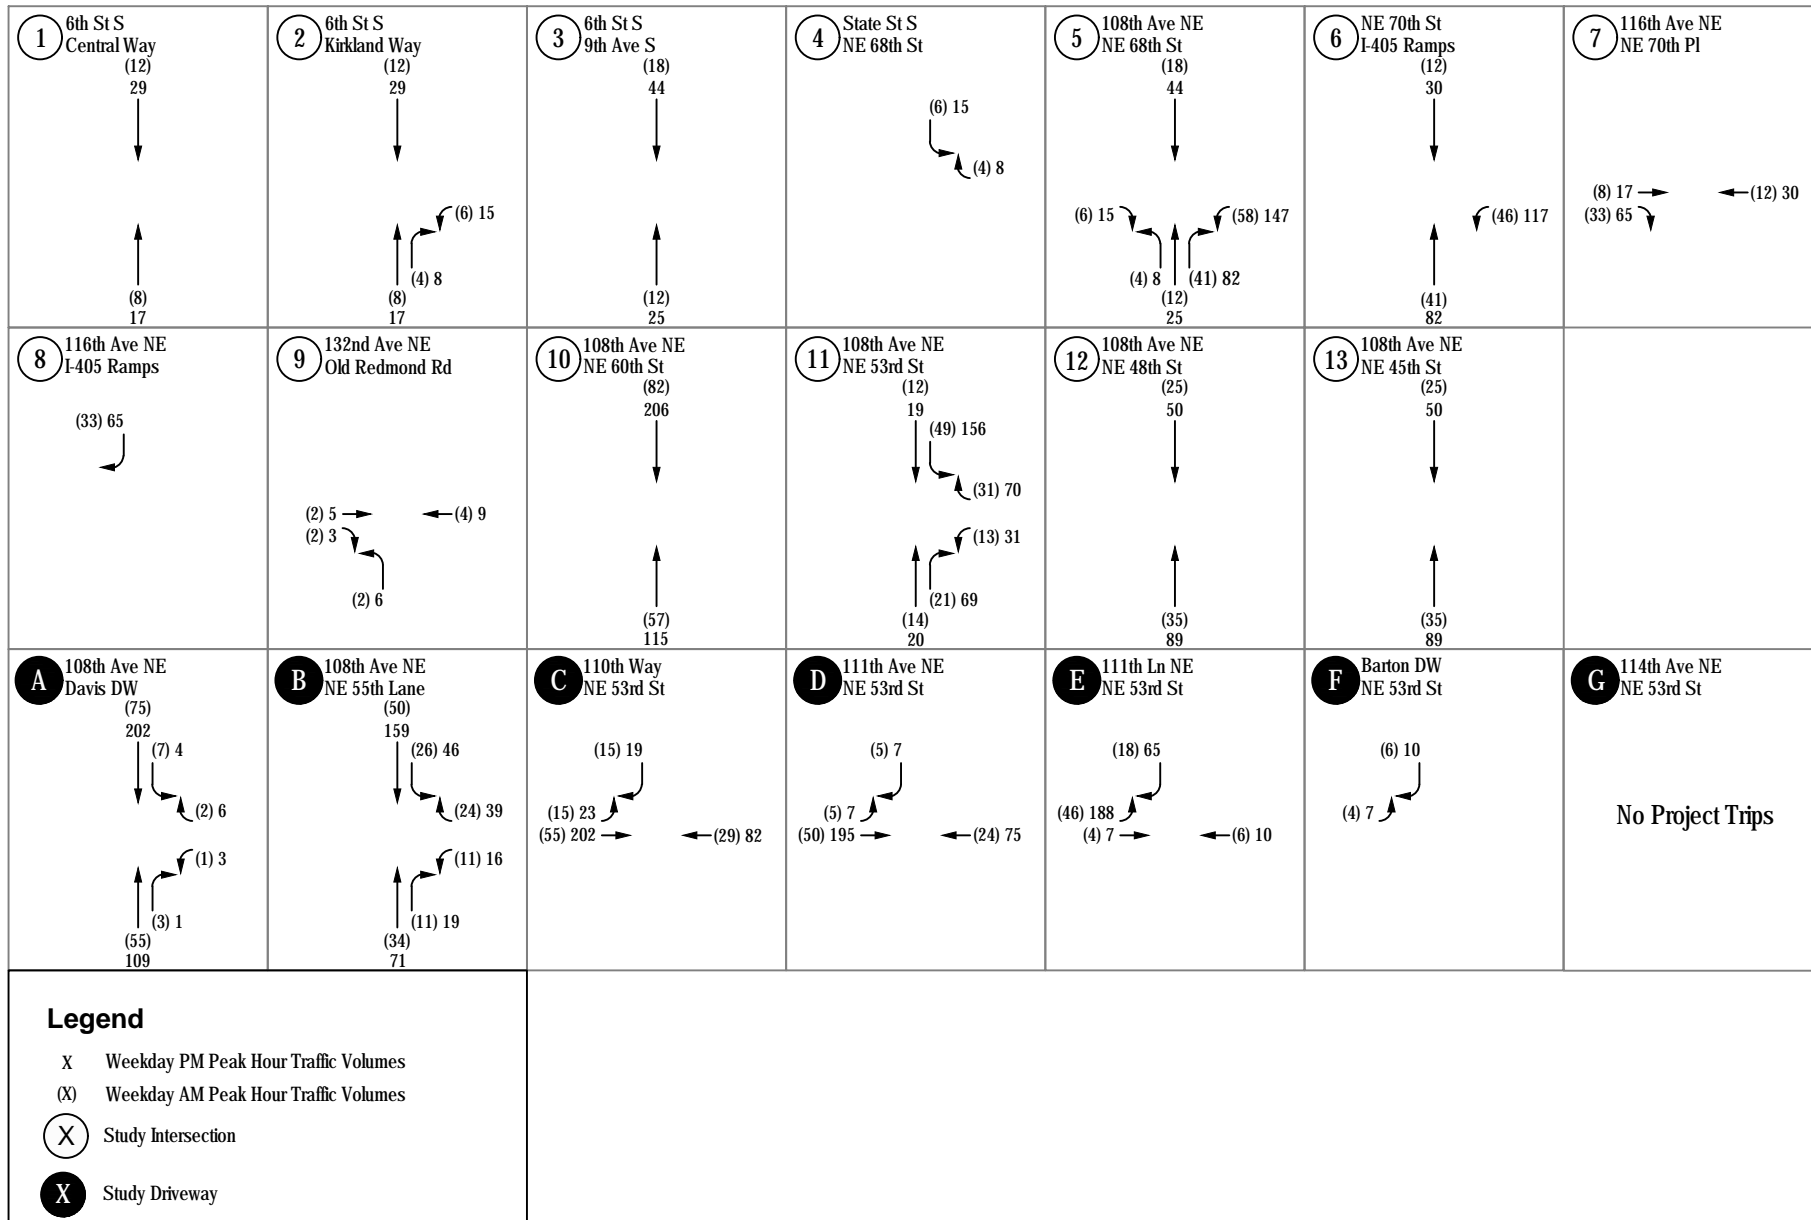 1
6th St S
Central Way
(12)
29
(8)
17
2
6th St S
Kirkland Way
(12)
29
(6) 15
(4) 8
(8)
17
3
6th St S
9th Ave S
(18)
44
(12)
25
4
State St S
NE 68th St
(6) 15
(4) 8
5
108th Ave NE
NE 68th St
(18)
44
(6) 15
(58) 147
(4) 8
(41) 82
(12)
25
6
NE 70th St
I-405 Ramps
(12)
30
(46) 117
(41)
82
7
116th Ave NE
NE 70th Pl
(8) 17
(12) 30
(33) 65
8
116th Ave NE
I-405 Ramps
(33) 65
9
132nd Ave NE
Old Redmond Rd
(2) 5
(4) 9
(2) 3
(2) 6
10
108th Ave NE
NE 60th St
(82)
206
(57)
115
11
108th Ave NE
NE 53rd St
(12)
19
(49) 156
(31) 70
(13) 31
(21) 69
(14)
20
12
108th Ave NE
NE 48th St
(25)
50
(35)
89
13
108th Ave NE
NE 45th St
(25)
50
(35)
89
A
108th Ave NE
Davis DW
(75)
202
(7) 4
(2) 6
(1) 3
(3) 1
(55)
109
B
108th Ave NE
NE 55th Lane
(50)
159
(26) 46
(24) 39
(11) 16
(11) 19
(34)
71
C
110th Way
NE 53rd St
(15) 19
(15) 23
(55) 202
(29) 82
D
111th Ave NE
NE 53rd St
(5) 7
(5) 7
(50) 195
(24) 75
E
111th Ln NE
NE 53rd St
(18) 65
(46) 188
(4) 7
(6) 10
F
Barton DW
NE 53rd St
(6) 10
(4) 7
G
114th Ave NE
NE 53rd St
No Project Trips
Legend
X Weekday PM Peak Hour Traffic Volumes
(X) Weekday AM Peak Hour Traffic Volumes
X Study Intersection
X Study Driveway